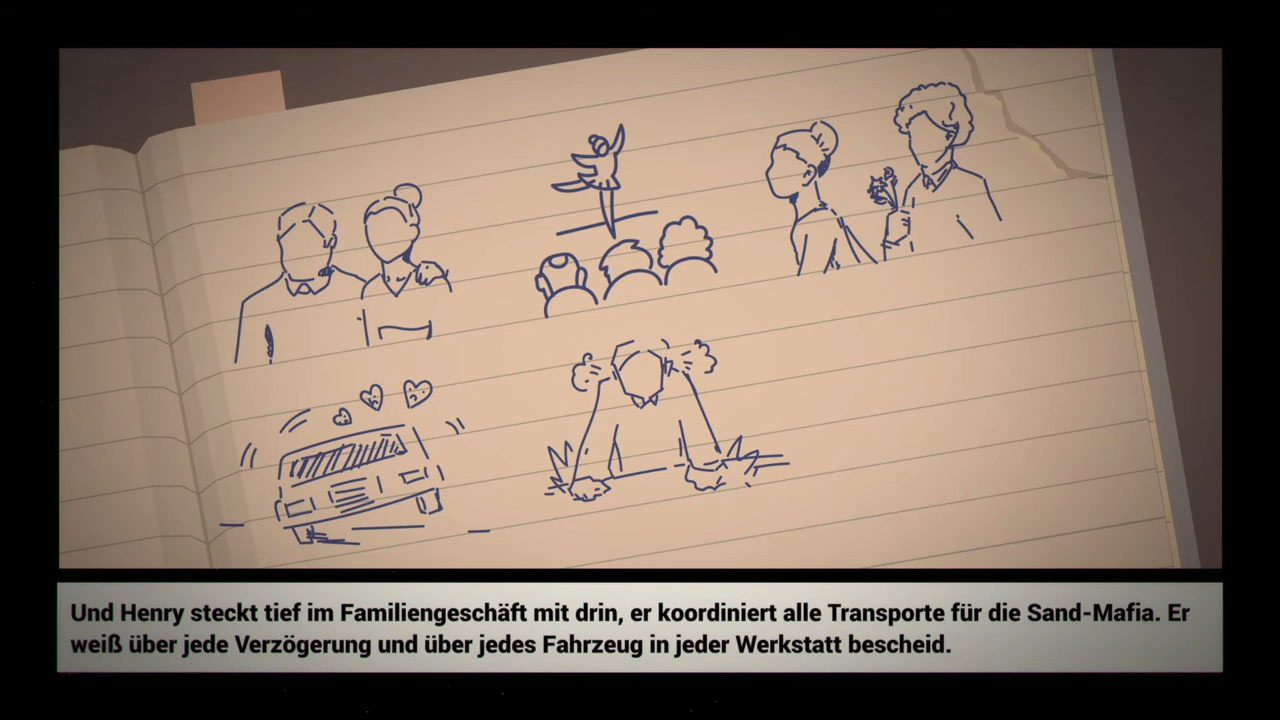 Und Henry steckt tief im Familiengeschäft mit drin, er koordiniert alle Transporte für die Sand-Mafia. Er
weiß über jede Verzögerung und über jedes Fahrzeug in jeder Werkstatt bescheid.